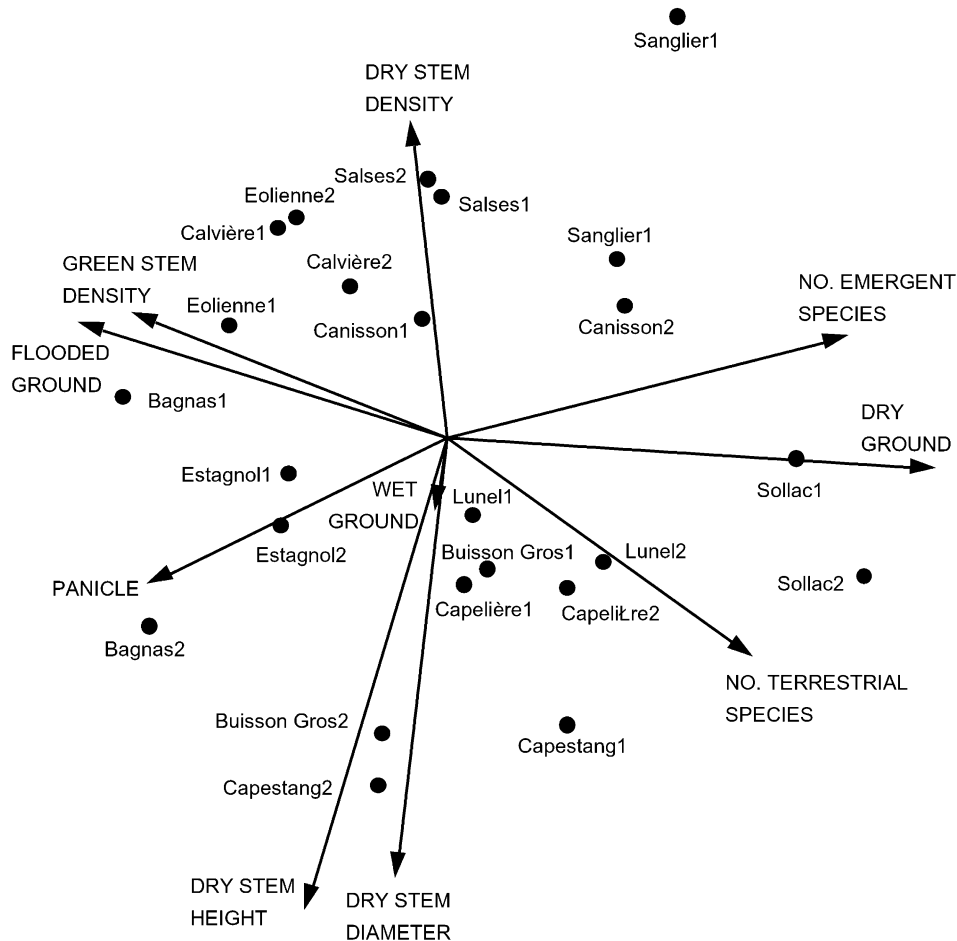 Sanglier1
DRY STEM
DENSITY
Salses2
Eolienne2
Salses1
Calvière1
Sanglier1
GREEN STEM
DENSITY
Calvière2
NO. EMERGENT
SPECIES
Eolienne1
Canisson1
Canisson2
FLOODED
GROUND
Bagnas1
DRY
GROUND
Estagnol1
WET
GROUND
Lunel1
Sollac1
Estagnol2
Buisson Gros1
Lunel2
PANICLE
Sollac2
Capelière1
CapeliŁre2
Bagnas2
NO. TERRESTRIAL
SPECIES
Buisson Gros2
Capestang1
Capestang2
DRY STEM
HEIGHT
DRY STEM
DIAMETER